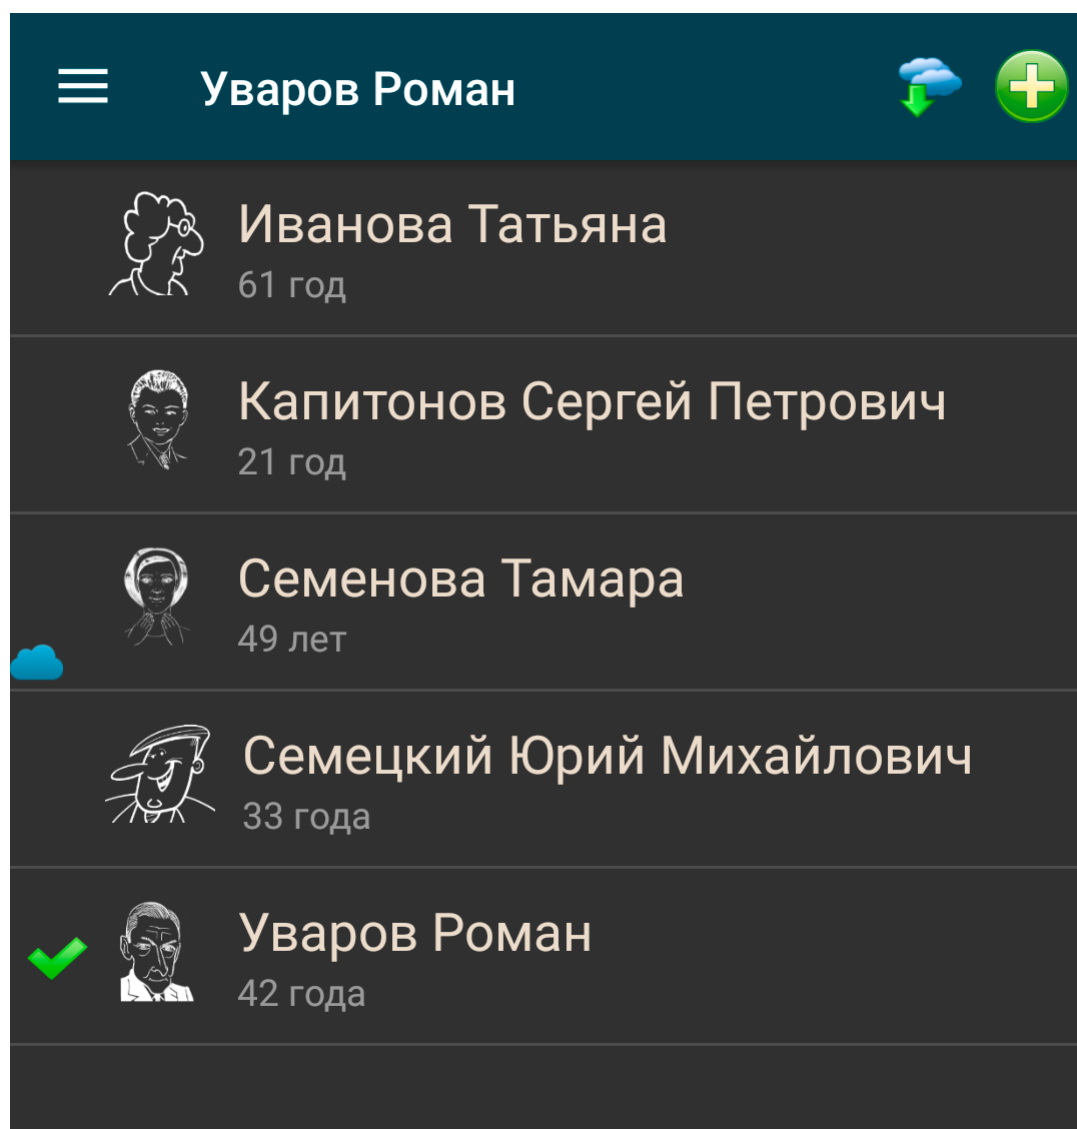 Уваров Роман
Иванова Татьяна
61 год
Капитонов Сергей Петрович
21 год
Семенова Тамара
49 лет
Семецкий Юрий Михайлович
33 года
Уваров Роман
42 года